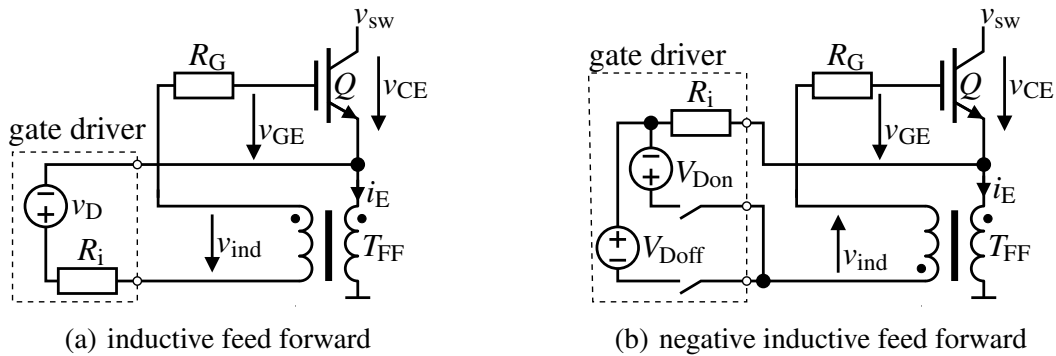 v_sw
R_G
Q
v_CE
v_GE
gate driver
i_E
v_D
v_ind
T_FF
R_i
(a) inductive feed forward
v_sw
gate driver
R_G
Q
R_i
v_CE
v_GE
V_Don
i_E
V_Doff
v_ind
T_FF
(b) negative inductive feed forward